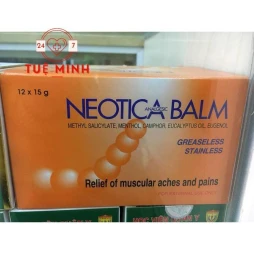 24 7
TUỆ MINH
12 x 15 g
NEOTICA BALM
ANALGESIC
METHYL SALICYLATE, MENTHOL, CAMPHOR, EUCALYPTUS OIL, EUGENOL
GREASELESS
STAINLESS
Relief of muscular aches and pains